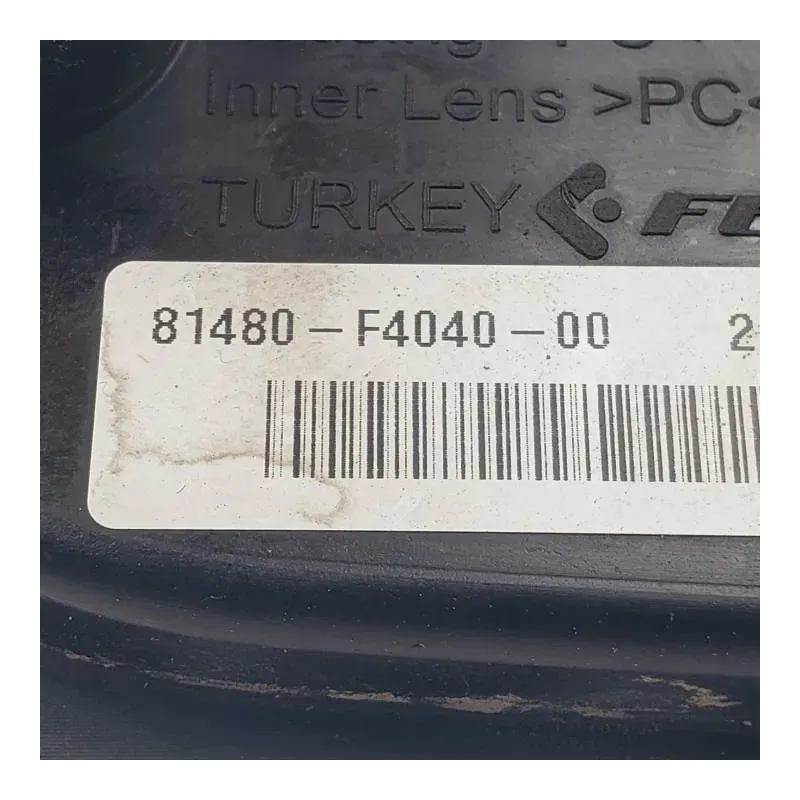 Inner Lens >PC<
TURKEY
81480-F4040-00